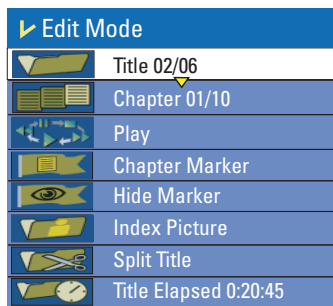 Edit Mode
Title 02/06
Chapter 01/10
Play
Chapter Marker
Hide Marker
Index Picture
Split Title
Title Elapsed 0:20:45